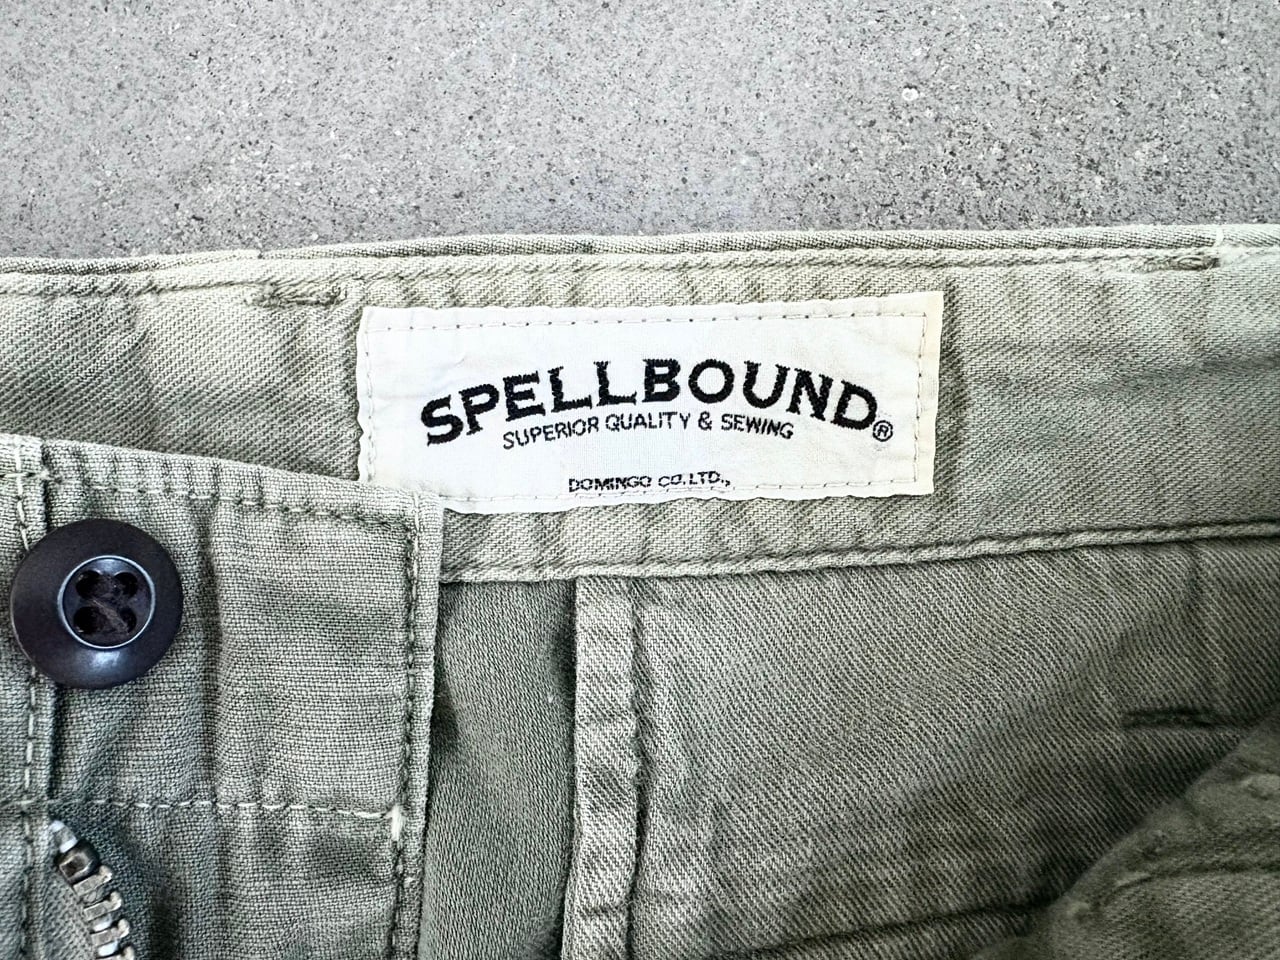 SPELLBOUND®
SUPERIOR QUALITY & SEWING
DOMINGO CO.LTD.,